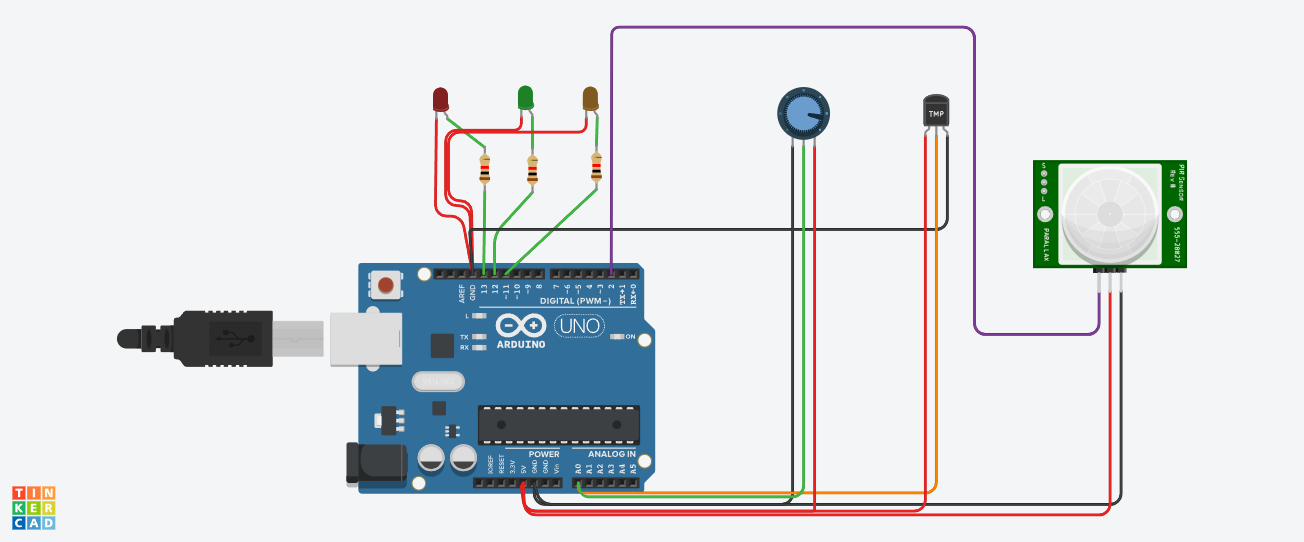 TMP
PIR Sensor
Rev B
S
L
PARALLAX
555-28027
AREF
GND
13
12
~11
~10
~9
8
7
~6
~5
4
~3
2
TX→1
RX←0
DIGITAL (PWM~)
L
TX
RX
UNO
ON
ARDUINO
POWER
ANALOG IN
IOREF
RESET
3.3V
5V
GND
GND
Vin
A0
A1
A2
A3
A4
A5
TIN
KER
CAD